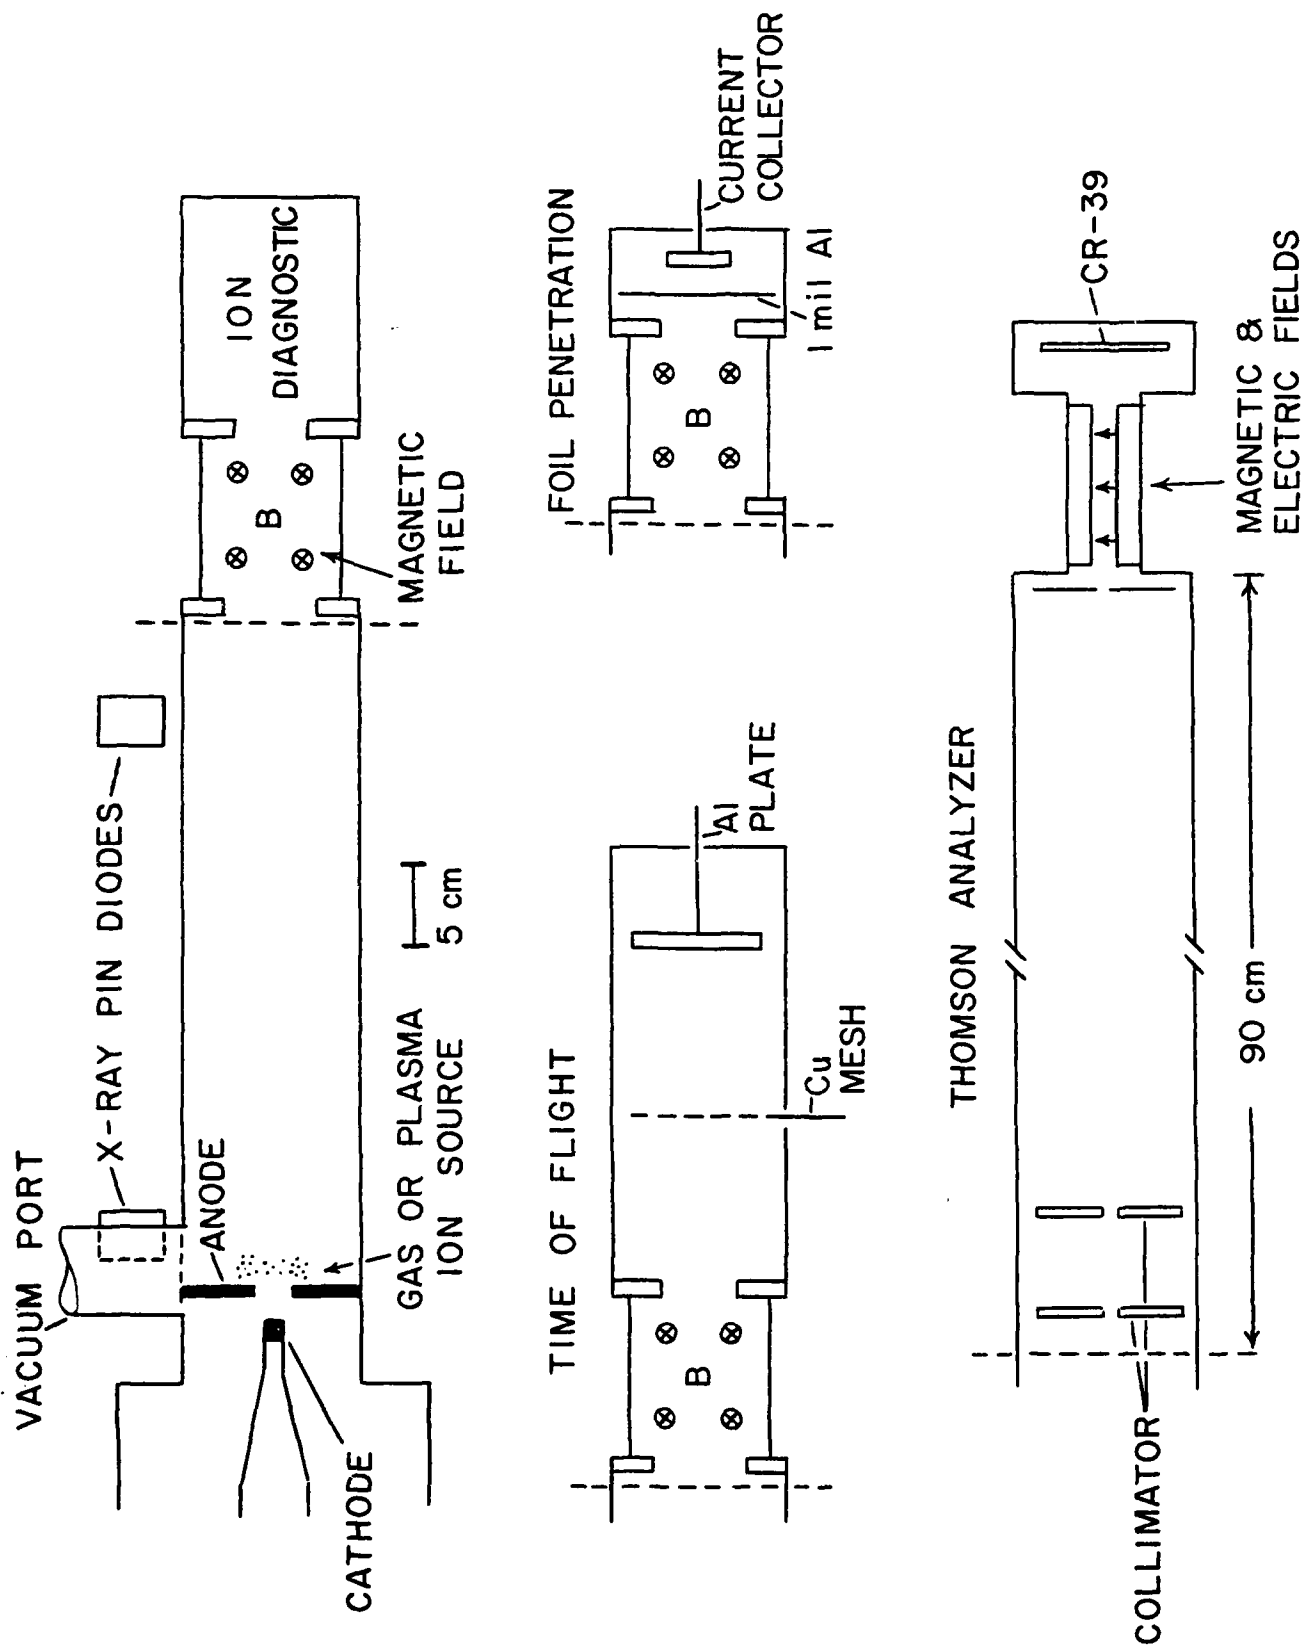 VACUUM PORT
X-RAY PIN DIODES
ANODE
ION
DIAGNOSTIC
B
MAGNETIC
FIELD
5 cm
GAS OR PLASMA
ION SOURCE
CATHODE
TIME OF FLIGHT
B
Cu
MESH
Al
PLATE
FOIL PENETRATION
B
1 mil Al
CURRENT
COLLECTOR
THOMSON ANALYZER
COLLIMATOR
90 cm
CR-39
MAGNETIC &
ELECTRIC FIELDS